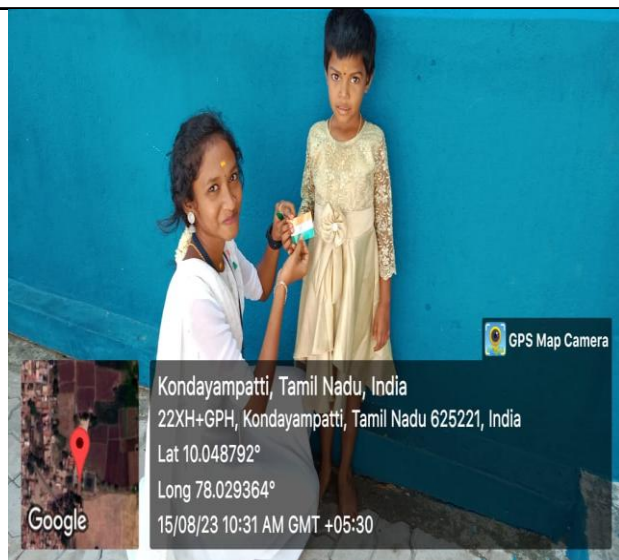 GPS Map Camera
Kondayampatti, Tamil Nadu, India
22XH+GPH, Kondayampatti, Tamil Nadu 625221, India
Lat 10.048792°
Long 78.029364°
15/08/23 10:31 AM GMT +05:30
Google